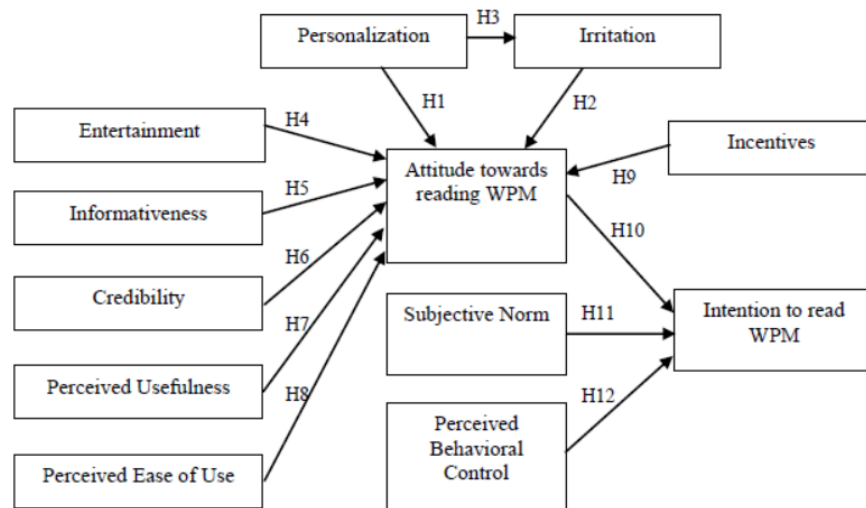 Personalization
H3
Irritation
H1
H2
Entertainment
H4
Attitude towards
reading WPM
Incentives
H9
Informativeness
H5
H10
Credibility
H6
Subjective Norm
H11
Intention to read
WPM
H7
Perceived Usefulness
H8
H12
Perceived
Behavioral
Control
Perceived Ease of Use